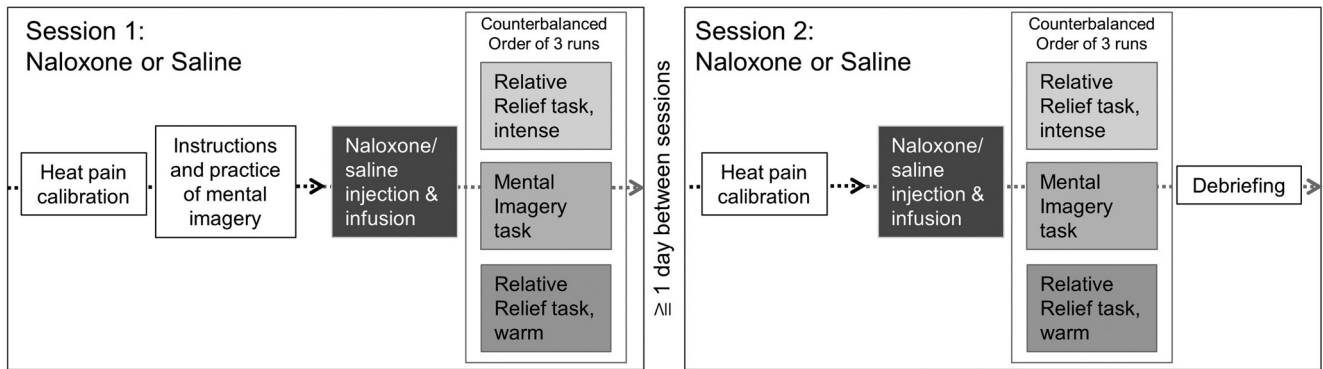 Session 1:
Naloxone or Saline
Heat pain
calibration
Instructions
and practice
of mental
imagery
Naloxone/
saline
injection &
infusion
Counterbalanced
Order of 3 runs
Relative
Relief task,
intense
Mental
Imagery
task
Relative
Relief task,
warm
≥ 1 day between sessions
Session 2:
Naloxone or Saline
Heat pain
calibration
Naloxone/
saline
injection &
infusion
Counterbalanced
Order of 3 runs
Relative
Relief task,
intense
Mental
Imagery
task
Relative
Relief task,
warm
Debriefing